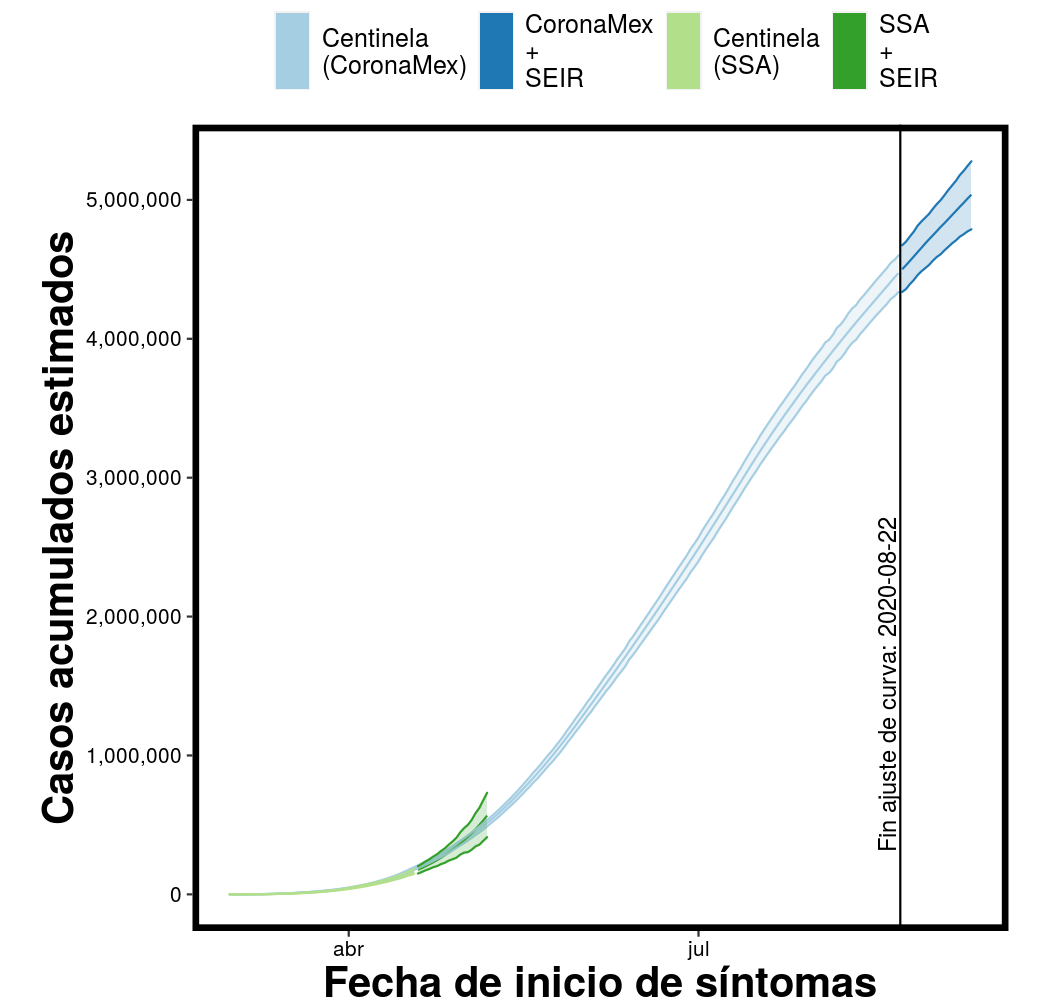 Centinela
(CoronaMex)
CoronaMex
+
SEIR
Centinela
(SSA)
SSA
+
SEIR
Casos acumulados estimados
5,000,000
4,000,000
3,000,000
2,000,000
1,000,000
0
Fin ajuste de curva: 2020-08-22
abr
jul
Fecha de inicio de síntomas